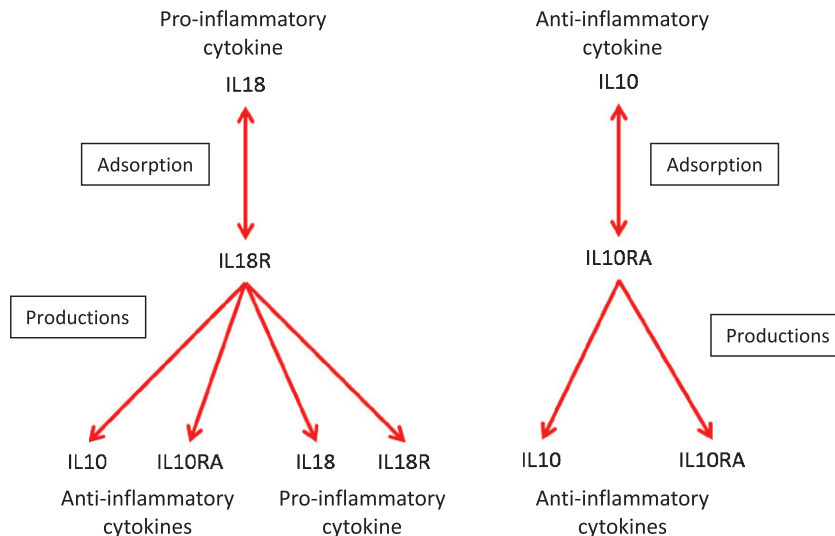 Pro-inflammatory
cytokine
IL18
Adsorption
IL18R
Productions
IL10
IL10RA
IL18
IL18R
Anti-inflammatory
cytokines
Pro-inflammatory
cytokine
Anti-inflammatory
cytokine
IL10
Adsorption
IL10RA
Productions
IL10
IL10RA
Anti-inflammatory
cytokines